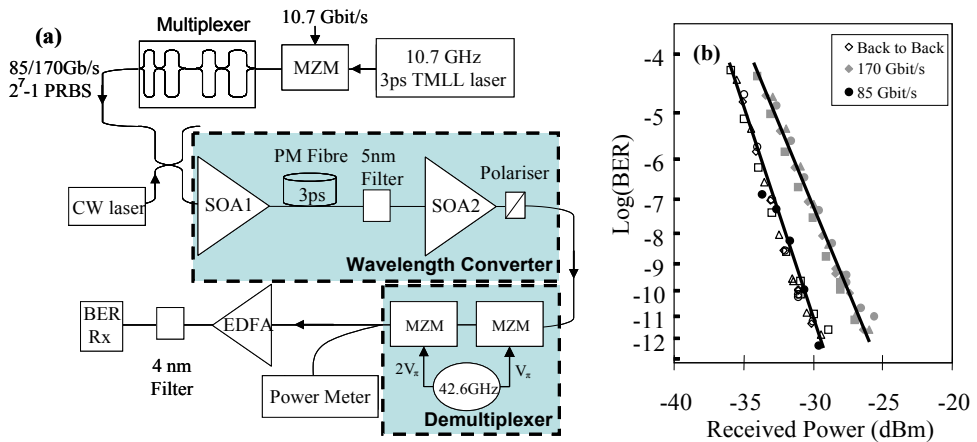 (a)
Multiplexer
10.7 Gbit/s
MZM
10.7 GHz
3ps TMLL laser
85/170Gb/s
2⁷-1 PRBS
CW laser
SOA1
PM Fibre
3ps
5nm
Filter
SOA2
Polariser
Wavelength Converter
BER
Rx
4 nm
Filter
EDFA
Power Meter
MZM
MZM
2Vπ
42.6GHz
Vπ
Demultiplexer
(b)
Back to Back
170 Gbit/s
85 Gbit/s
Log(BER)
-4
-5
-6
-7
-8
-9
-10
-11
-12
-40
-35
-30
-25
-20
Received Power (dBm)